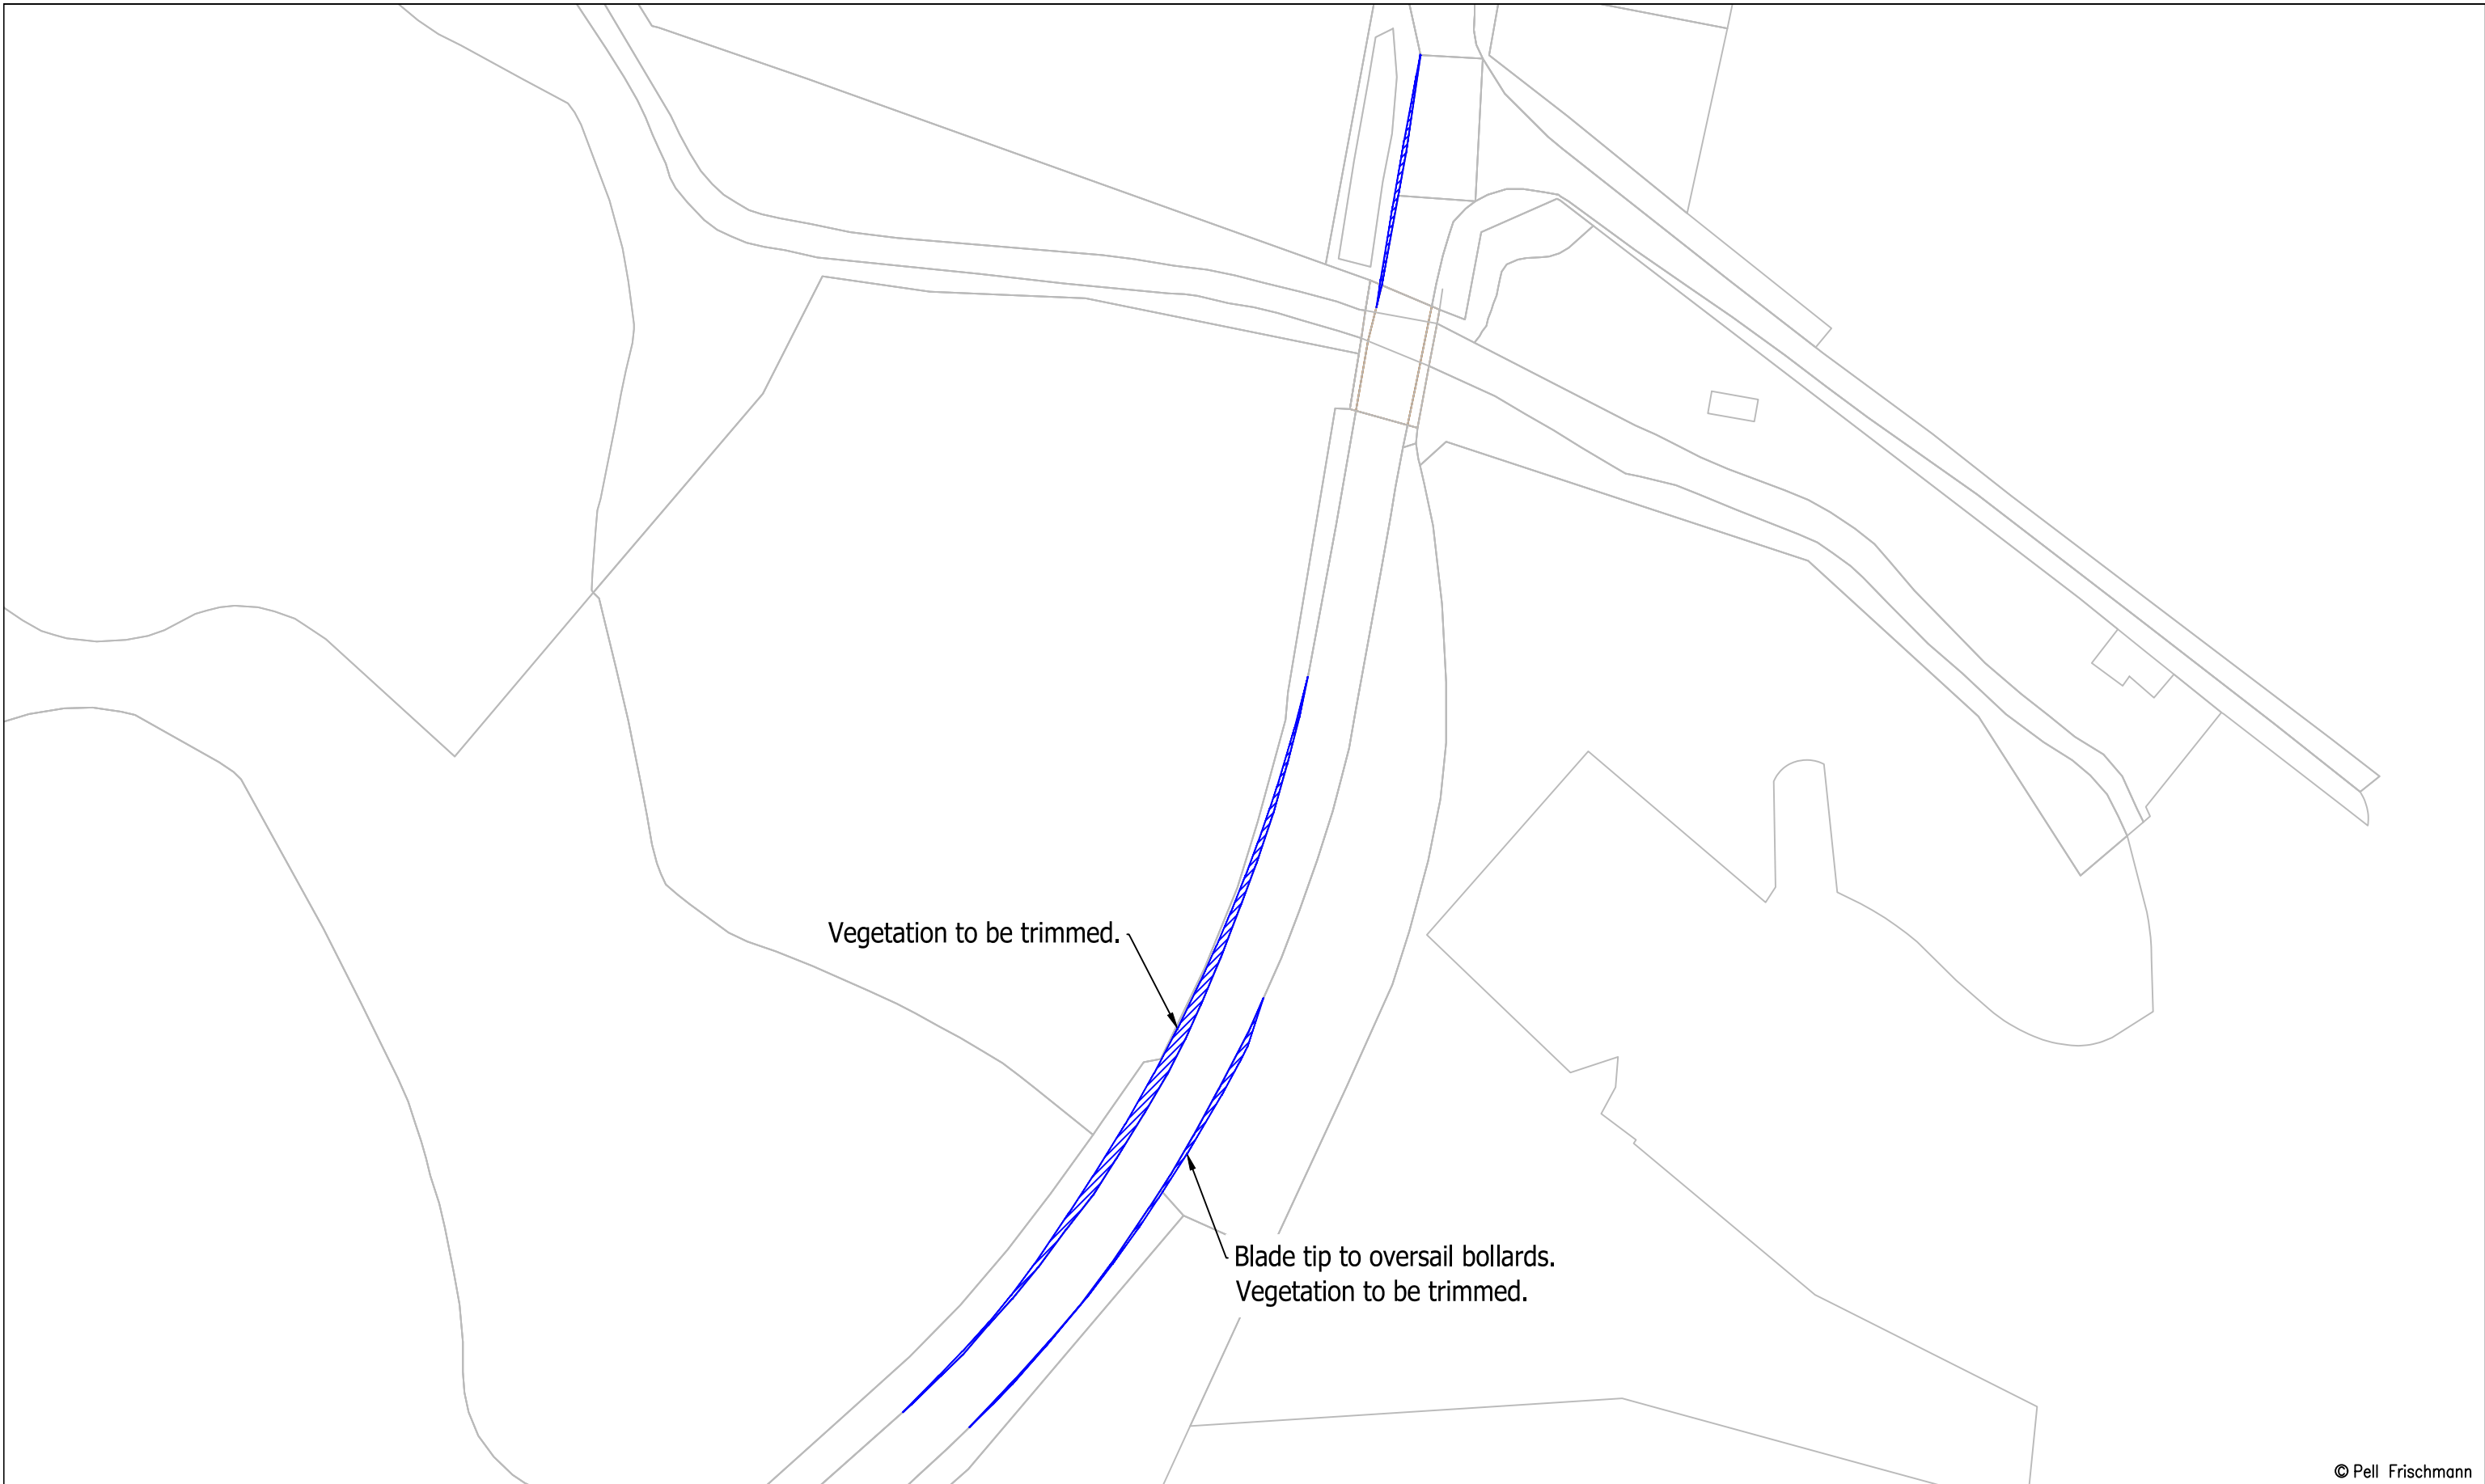 Vegetation to be trimmed.
Blade tip to oversail bollards.
Vegetation to be trimmed.
© Pell Frischmann